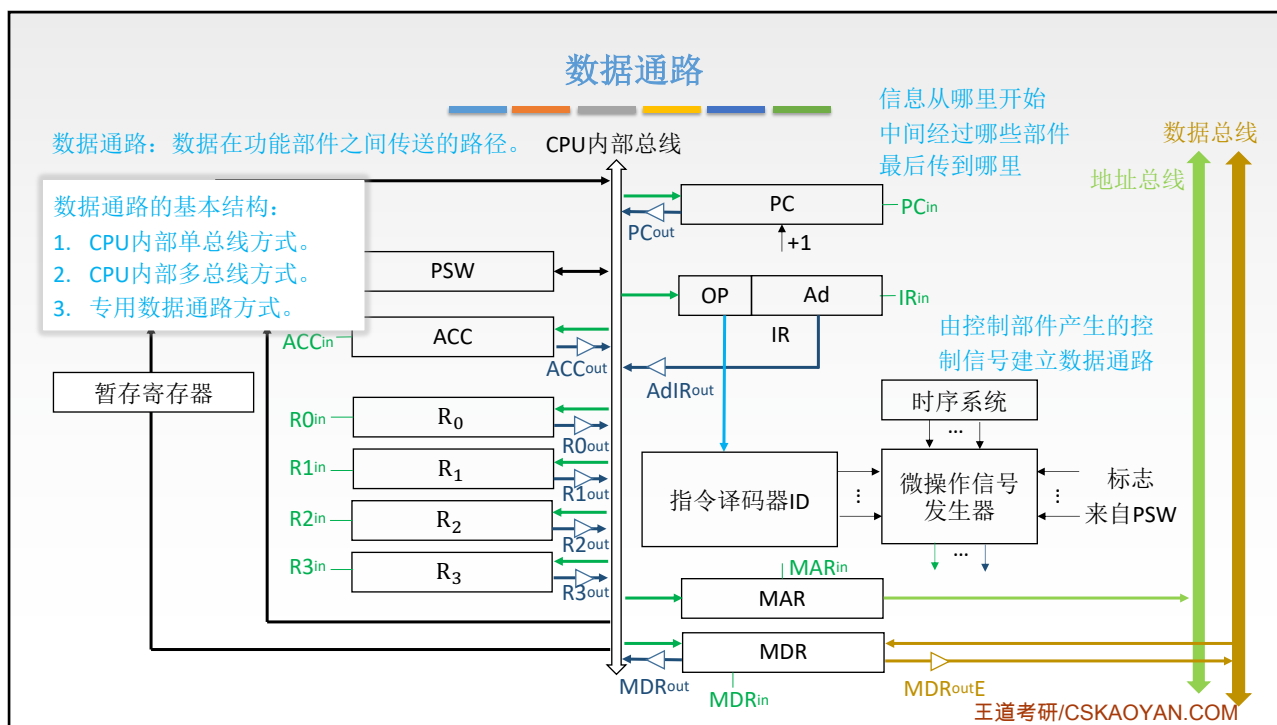 数据通路
数据通路：数据在功能部件之间传送的路径。
CPU内部总线
信息从哪里开始
中间经过哪些部件
最后传到哪里
数据总线
地址总线
数据通路的基本结构：
1. CPU内部单总线方式。
2. CPU内部多总线方式。
3. 专用数据通路方式。
PC
PCin
PCout
+1
PSW
OP
Ad
IRin
IR
ACCin
ACC
ACCout
AdIRout
由控制部件产生的控
制信号建立数据通路
暂存寄存器
时序系统
...
R0in
R0
R0out
R1in
R1
R1out
R2in
R2
R2out
R3in
R3
R3out
指令译码器ID
...
微操作信号
发生器
...
标志
来自PSW
...
MARin
MAR
MDR
MDRout
MDRin
MDRoutE
王道考研/CSKAOYAN.COM